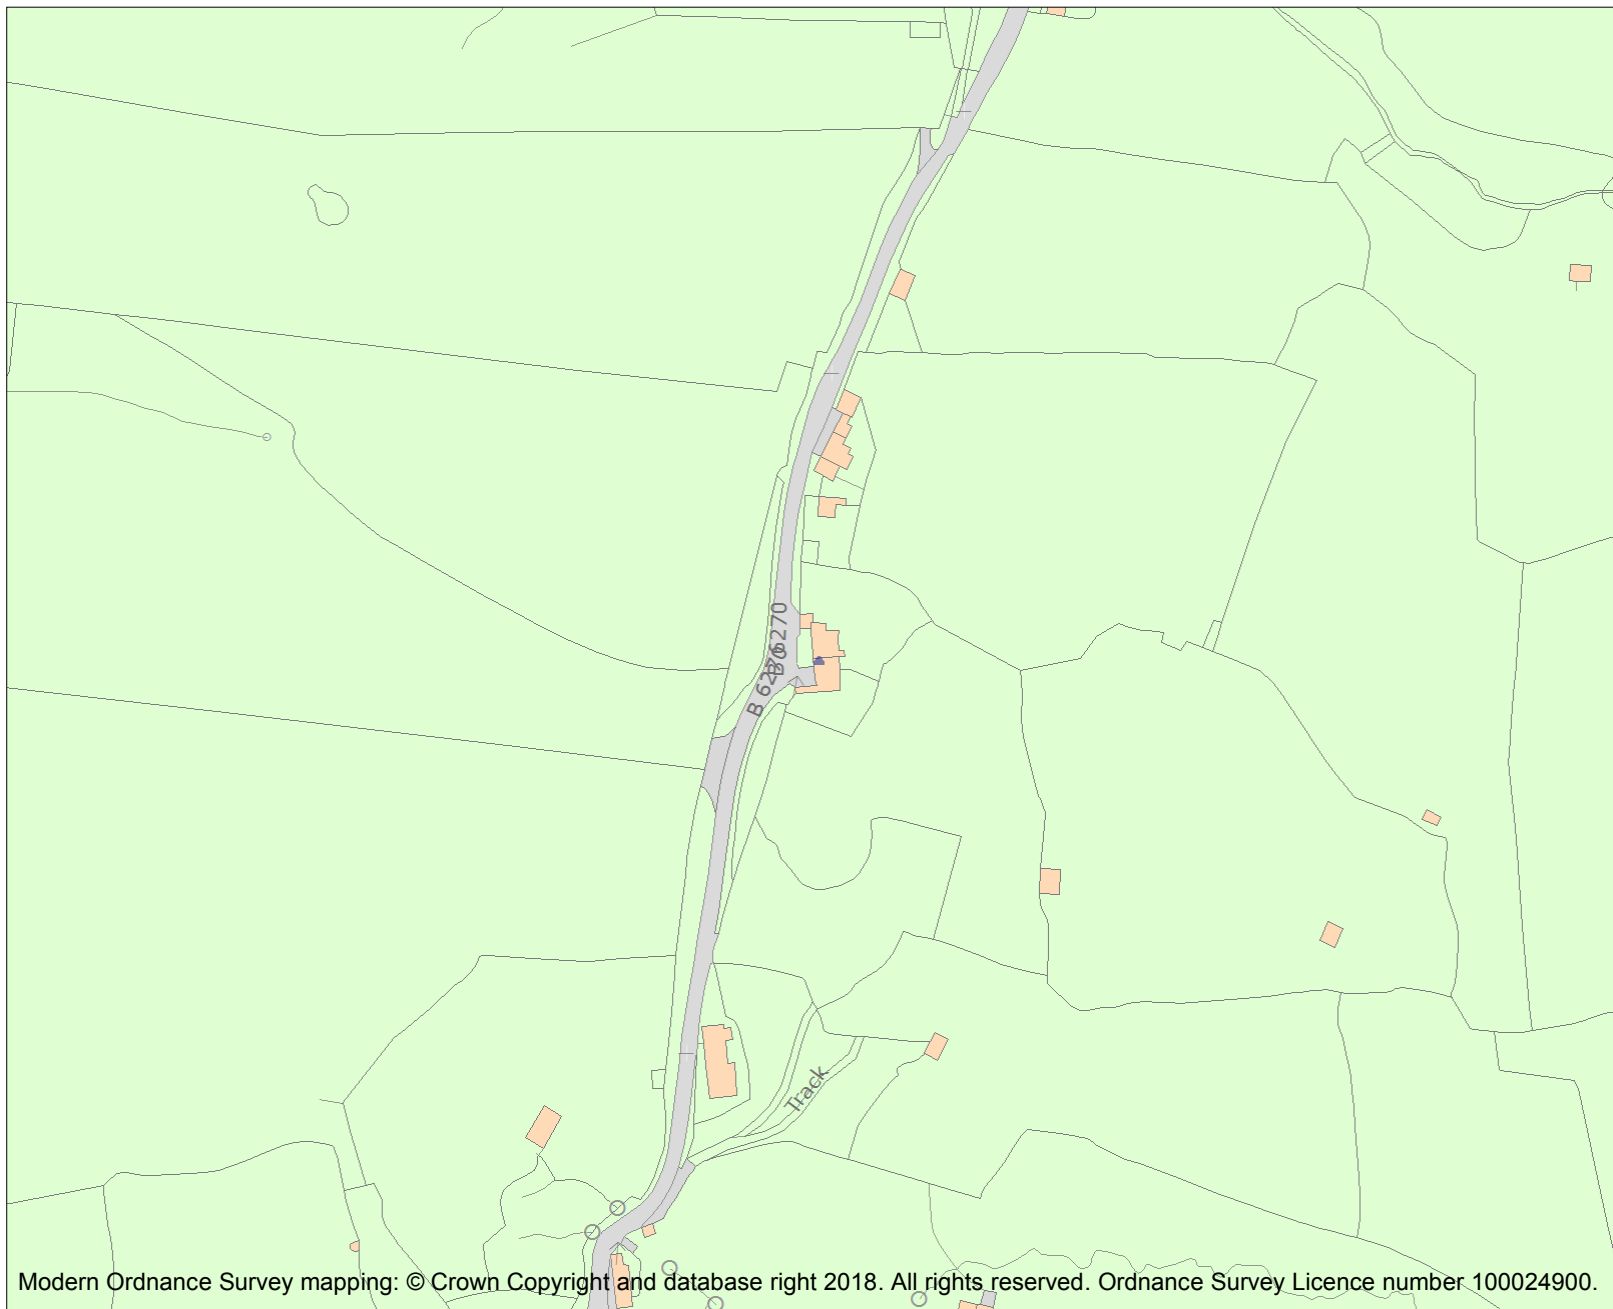 B 6270
B 6270
Track
Modern Ordnance Survey mapping: © Crown Copyright and database right 2018. All rights reserved. Ordnance Survey Licence number 100024900.